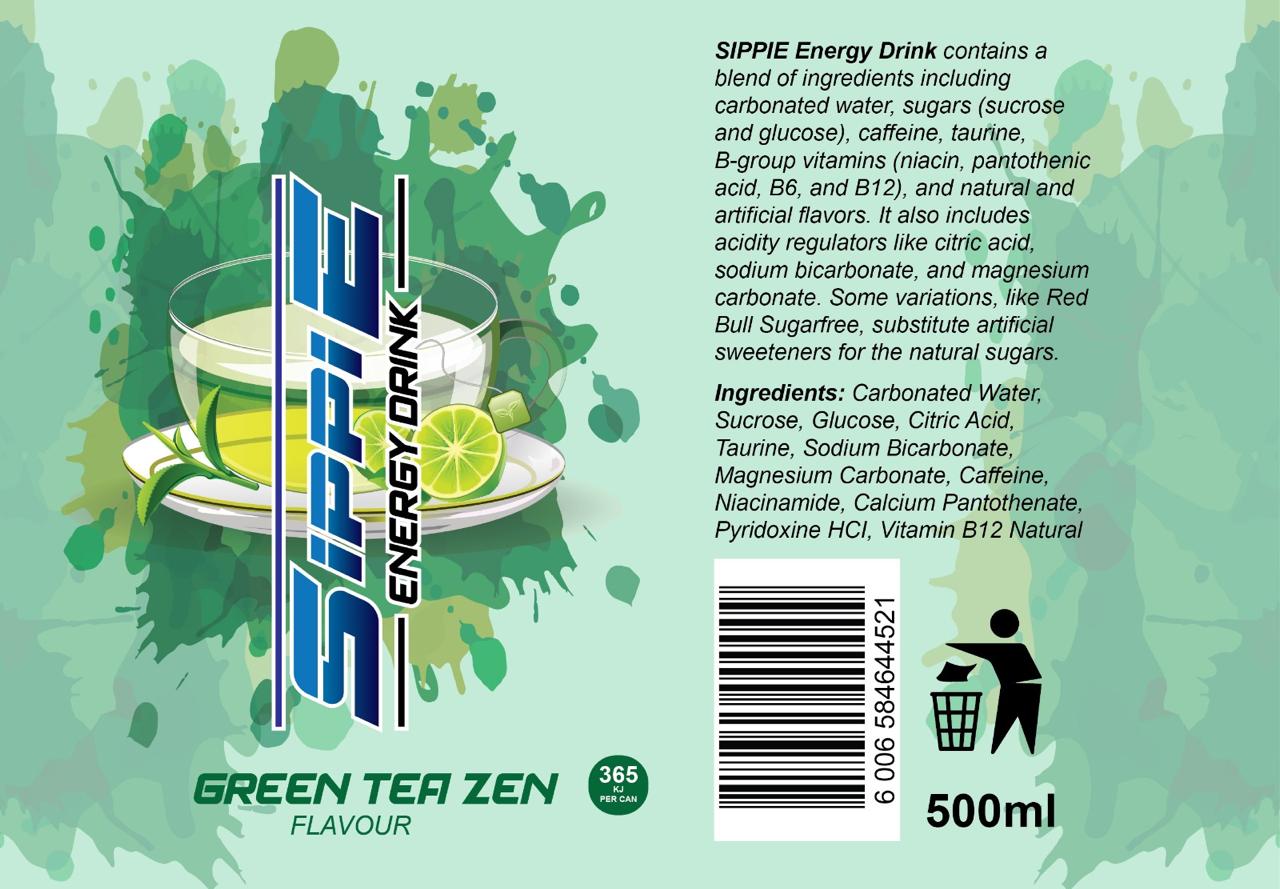 SiPPiE
ENERGY DRINK
GREEN TEA ZEN
FLAVOUR
365
KJ
PER CAN
SIPPIE Energy Drink contains a
blend of ingredients including
carbonated water, sugars (sucrose
and glucose), caffeine, taurine,
B-group vitamins (niacin, pantothenic
acid, B6, and B12), and natural and
artificial flavors. It also includes
acidity regulators like citric acid,
sodium bicarbonate, and magnesium
carbonate. Some variations, like Red
Bull Sugarfree, substitute artificial
sweeteners for the natural sugars.
Ingredients: Carbonated Water,
Sucrose, Glucose, Citric Acid,
Taurine, Sodium Bicarbonate,
Magnesium Carbonate, Caffeine,
Niacinamide, Calcium Pantothenate,
Pyridoxine HCI, Vitamin B12 Natural
6 006 584644521
500ml